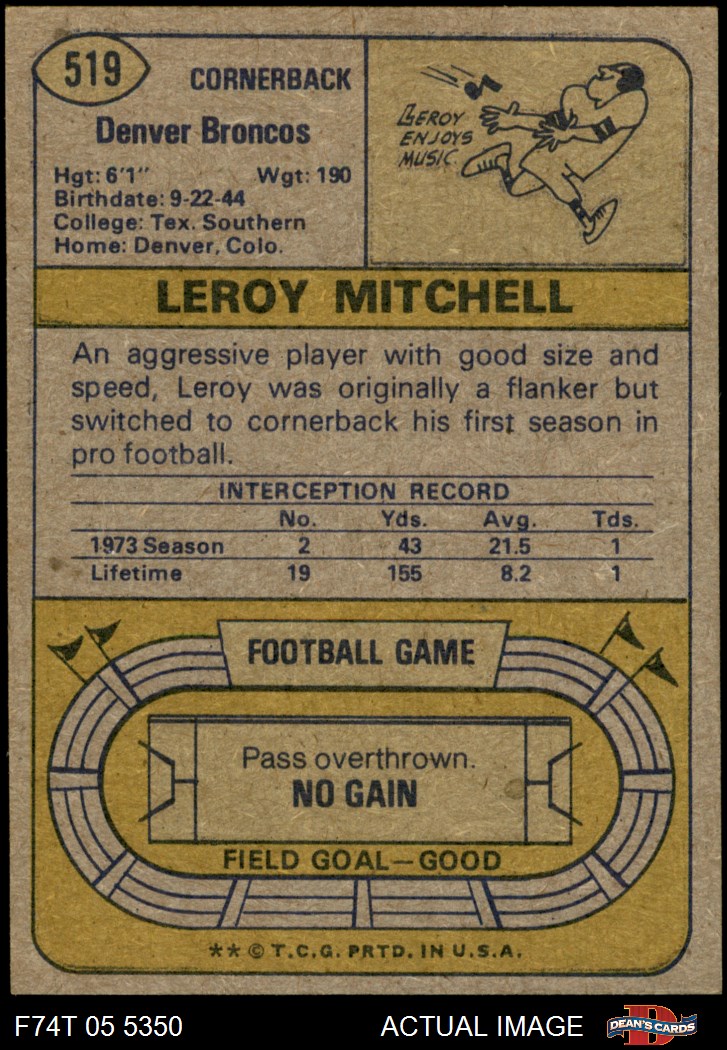 519
CORNERBACK
Denver Broncos
Hgt: 6'1" Wgt: 190
Birthdate: 9-22-44
College: Tex. Southern
Home: Denver, Colo.
LEROY
ENJOYS
MUSIC.
LEROY MITCHELL
An aggressive player with good size and
speed, Leroy was originally a flanker but
switched to cornerback his first season in
pro football.
INTERCEPTION RECORD
No. Yds. Avg. Tds.
1973 Season 2 43 21.5 1
Lifetime 19 155 8.2 1
FOOTBALL GAME
Pass overthrown.
NO GAIN
FIELD GOAL—GOOD
** © T.C.G. PRTD. IN U.S.A.
F74T 05 5350 ACTUAL IMAGE
D
DEAN'S CARDS